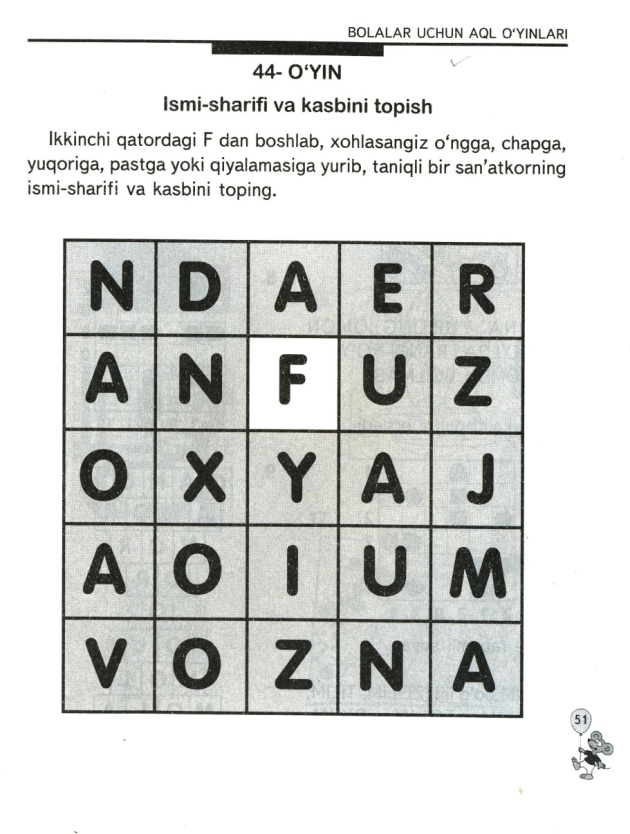 BOLALAR UCHUN AQL O‘YINLARI
44- O‘YIN
Ismi-sharifi va kasbini topish
Ikkinchi qatordagi F dan boshlab, xohlasangiz o‘ngga, chapga,
yuqoriga, pastga yoki qiyalamasiga yurib, taniqli bir san’atkorning
ismi-sharifi va kasbini toping.
N D A E R
A N F U Z
O X Y A J
A O I U M
V O Z N A
51